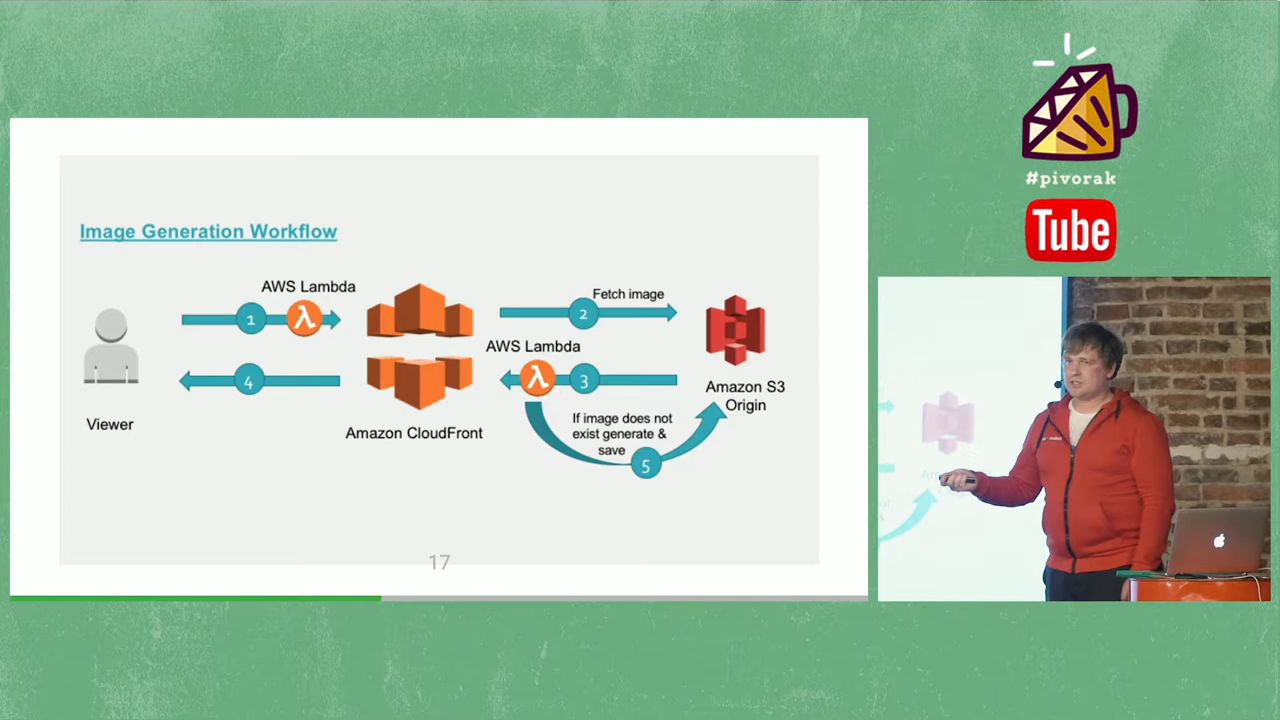 #pivorak
Tube
Image Generation Workflow
AWS Lambda
1
λ
Fetch image
2
AWS Lambda
λ
3
4
Viewer
Amazon CloudFront
Amazon S3
Origin
If image does not
exist generate &
save
5
17